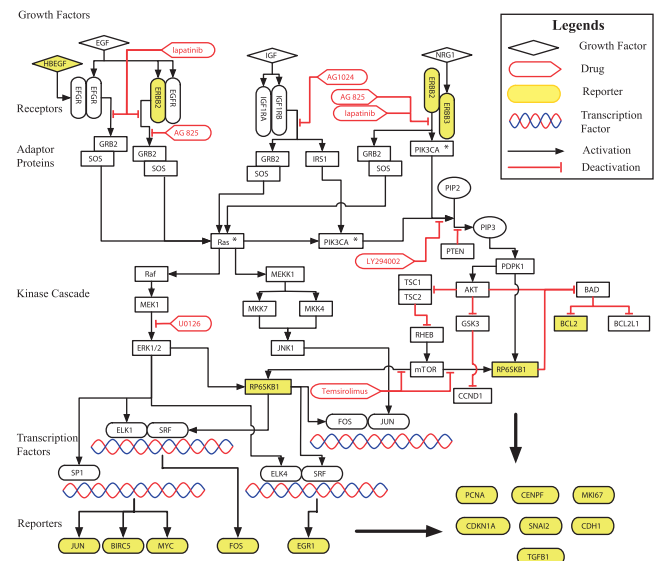 Growth Factors
EGF
lapatinib
HBEGF
EFGR
EFGR
ERBB2
EGFR
Receptors
GRB2
AG 825
Adaptor
Proteins
SOS
GRB2
SOS
IGF
AG1024
IGF1RA
IGF1RB
GRB2
SOS
IRS1
NRG1
AG 825
lapatinib
ERBB2
ERBB3
GRB2
SOS
PIK3CA *
Legends
Growth Factor
Drug
Reporter
Transcription
Factor
Activation
Deactivation
PIP2
PIP3
Ras *
PIK3CA *
PTEN
LY294002
PDPK1
Raf
MEKK1
Kinase Cascade
MEK1
MKK7
MKK4
U0126
ERK1/2
JNK1
TSC1
TSC2
AKT
BAD
GSK3
BCL2
BCL2L1
RHEB
mTOR
RP6SKB1
RP6SKB1
Temsirolimus
CCND1
Transcription
Factors
ELK1
SRF
FOS
JUN
SP1
ELK4
SRF
Reporters
JUN
BIRC5
MYC
FOS
EGR1
PCNA
CENPF
MKI67
CDKN1A
SNAI2
CDH1
TGFB1